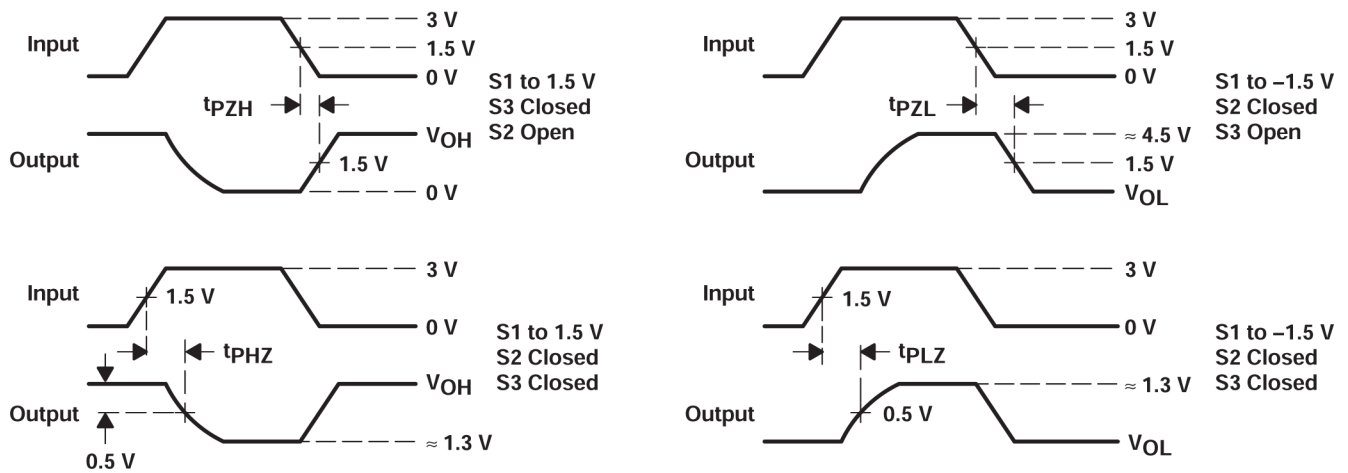 3 V
Input
1.5 V
0 V
S1 to 1.5 V
S3 Closed
S2 Open
tPZH
VOH
Output
1.5 V
0 V
3 V
Input
1.5 V
0 V
S1 to –1.5 V
S2 Closed
S3 Open
tPZL
≈ 4.5 V
Output
1.5 V
VOL
3 V
Input
1.5 V
0 V
S1 to 1.5 V
S2 Closed
S3 Closed
tPHZ
VOH
Output
≈ 1.3 V
0.5 V
3 V
Input
1.5 V
0 V
S1 to –1.5 V
S2 Closed
S3 Closed
tPLZ
≈ 1.3 V
Output
0.5 V
VOL